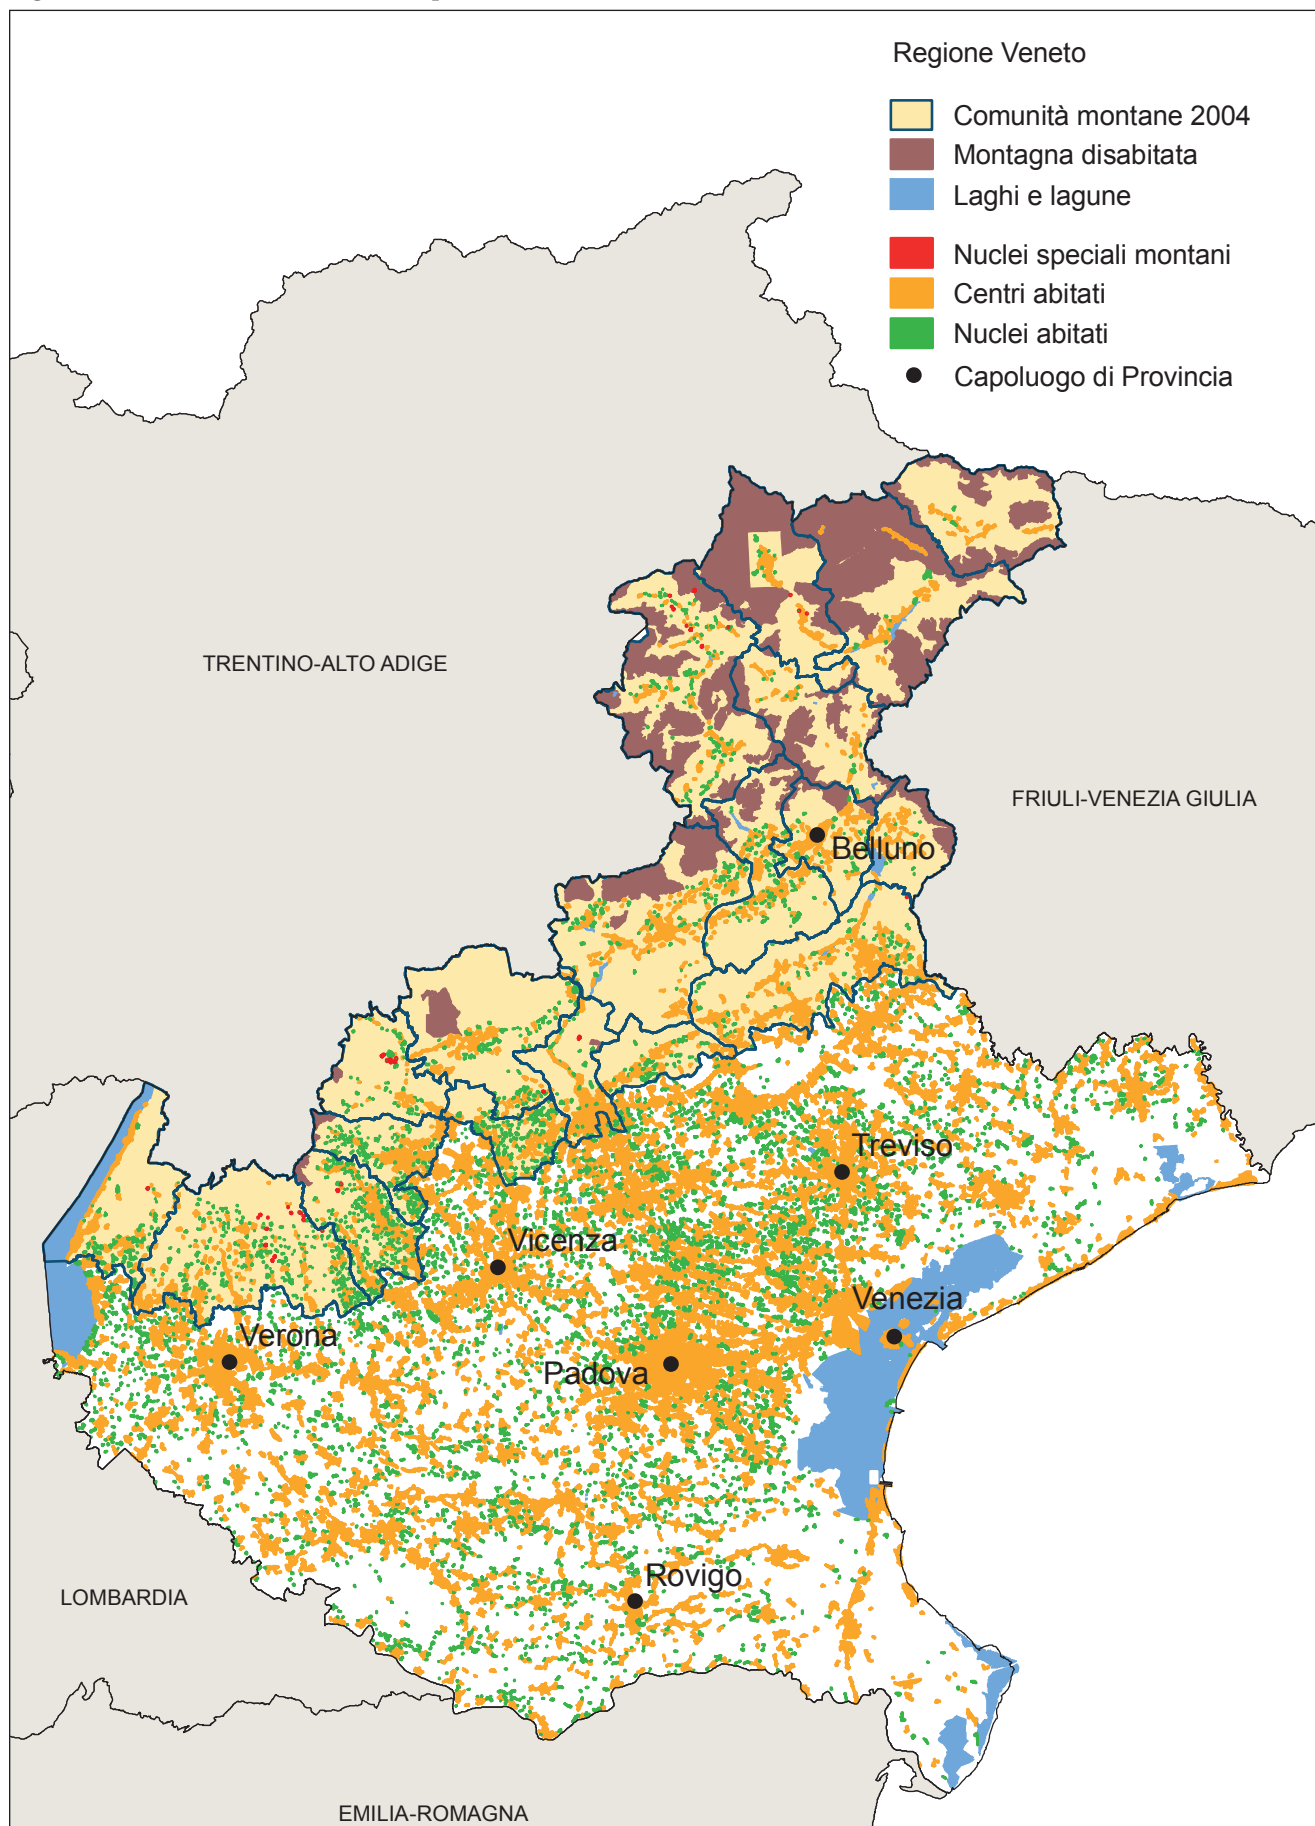 Regione Veneto
Comunità montane 2004
Montagna disabitata
Laghi e lagune
Nuclei speciali montani
Centri abitati
Nuclei abitati
Capoluogo di Provincia
TRENTINO-ALTO ADIGE
FRIULI-VENEZIA GIULIA
Belluno
Treviso
Vicenza
Venezia
Verona
Padova
Rovigo
LOMBARDIA
EMILIA-ROMAGNA